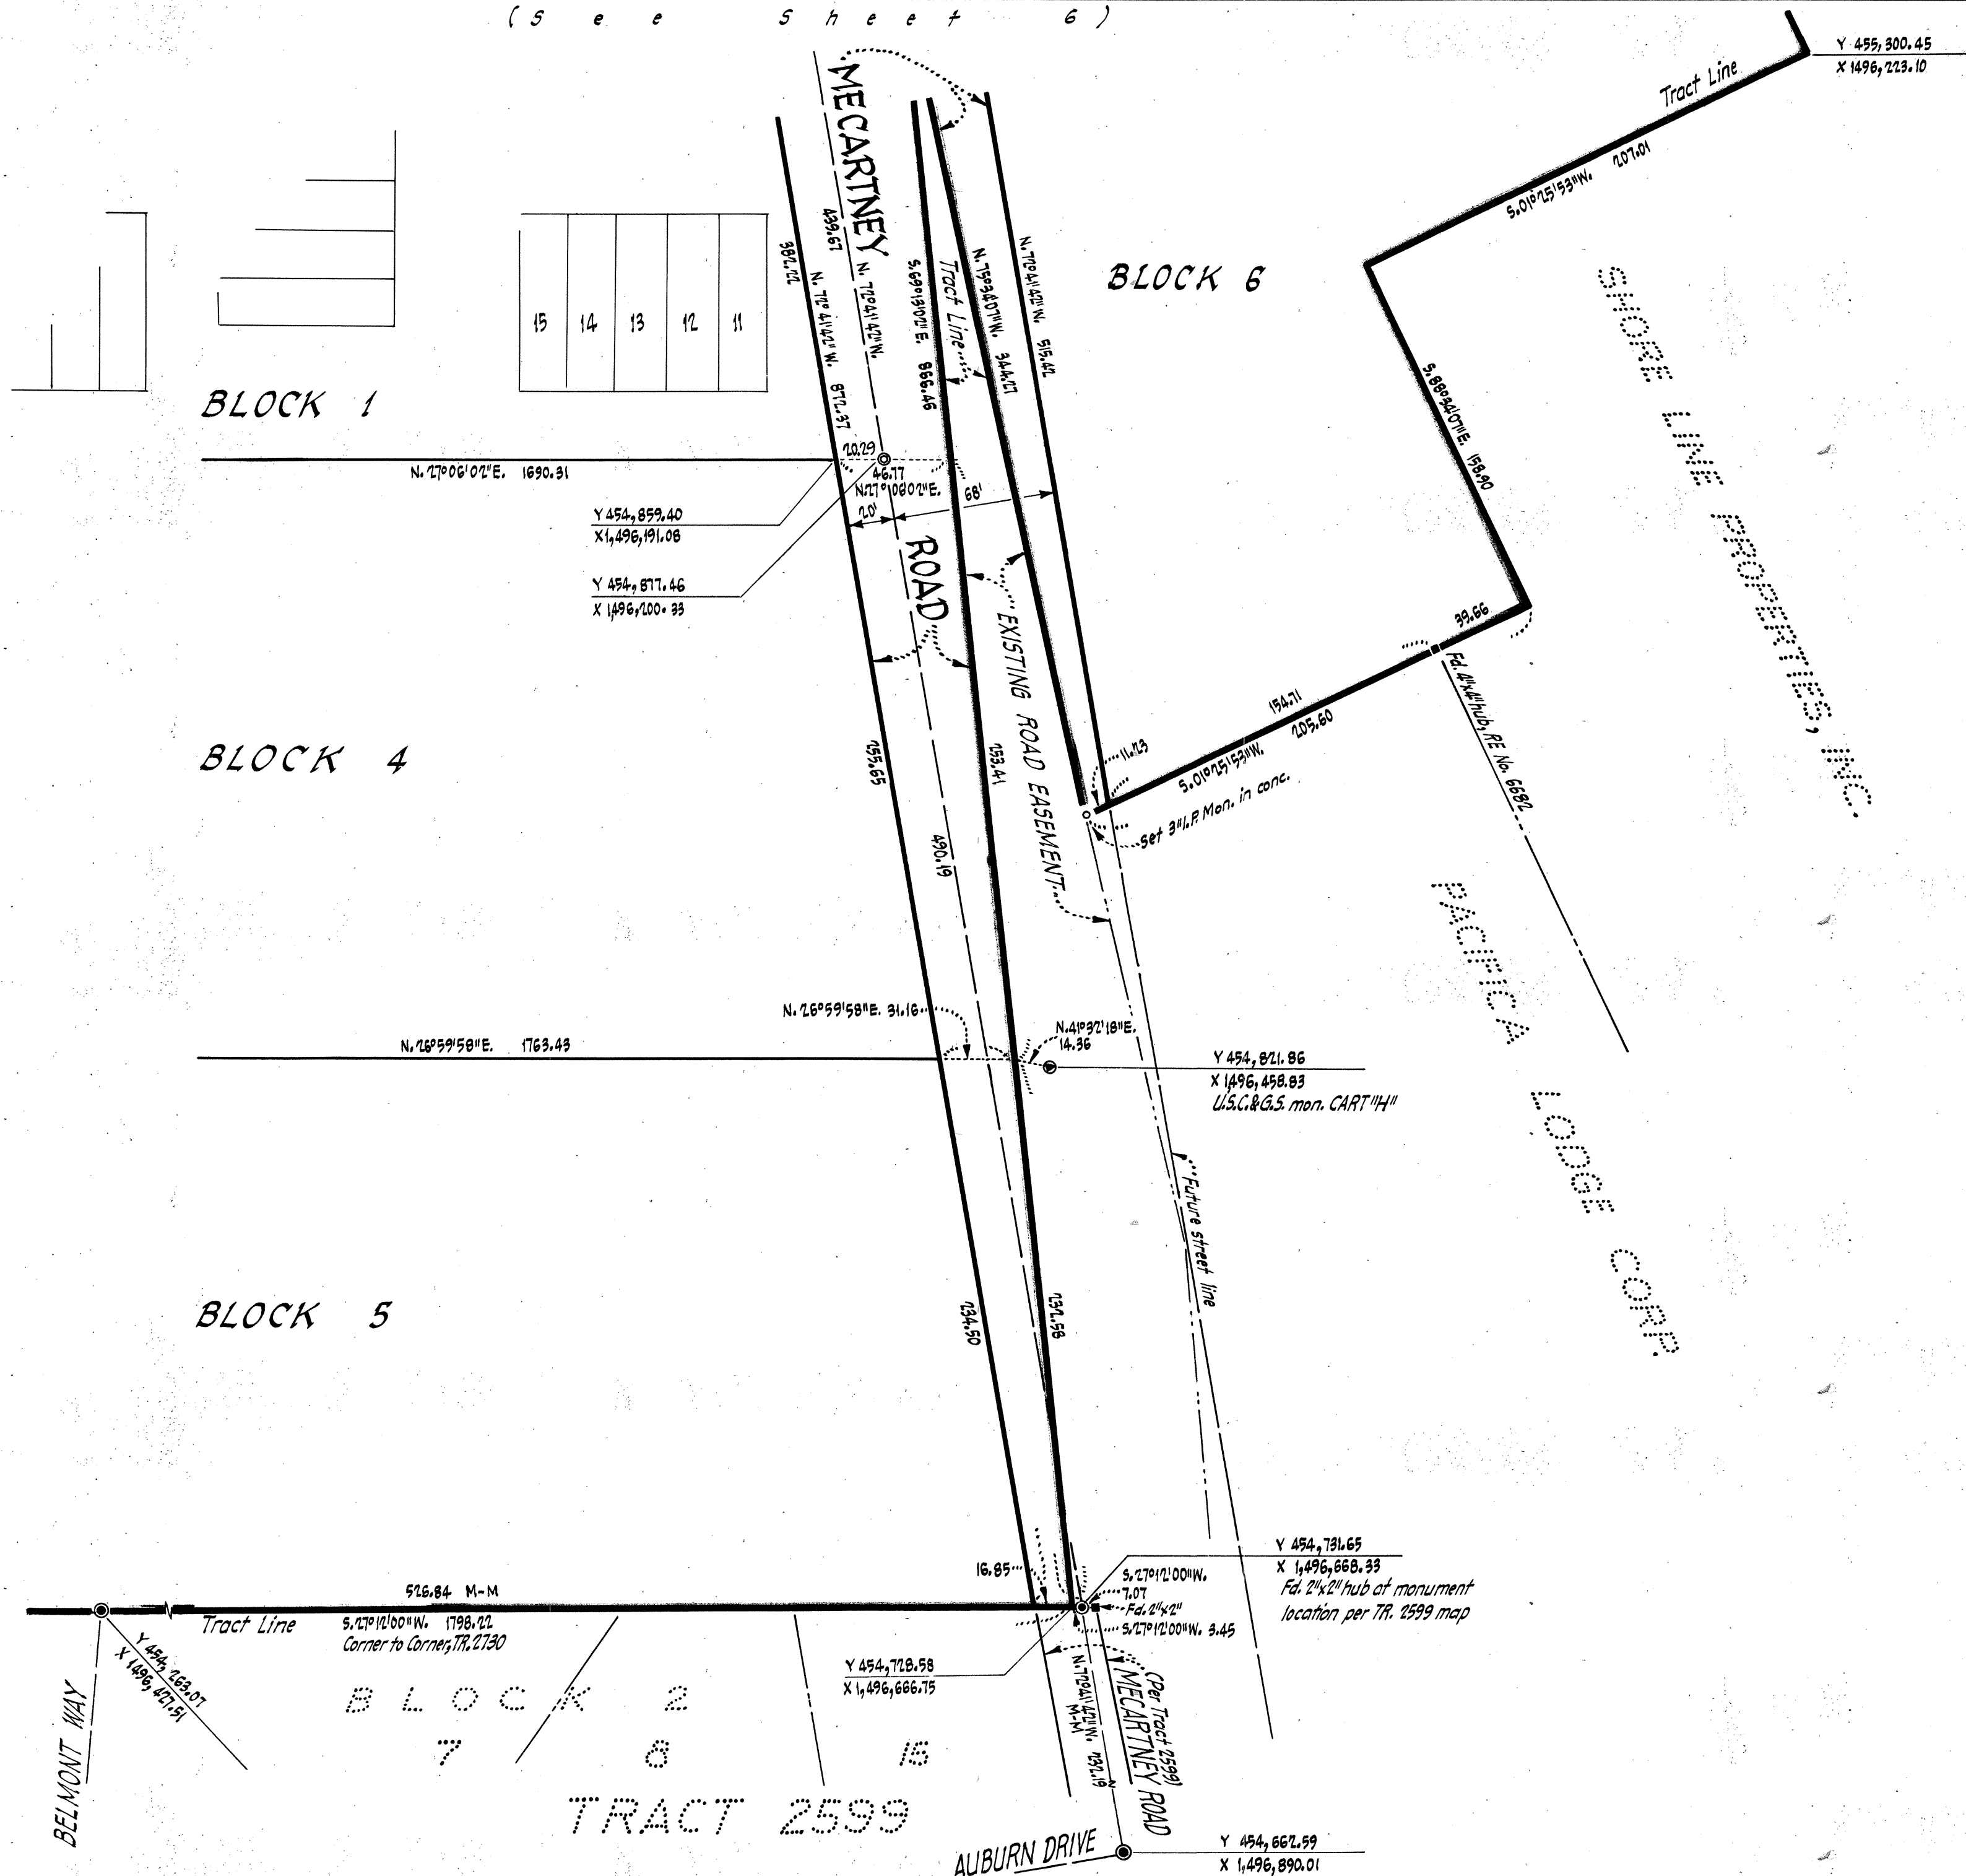 ( See Sheet 6 )
Y 455,300.45
X 1496,223.10
Tract Line
207.01
S.01°25'53"W.
MECARTNEY
439.67
N. 72°41'42"W.
382.22
N. 72°41'42"W. 872.37
S.69°13'02"E. 866.46
Tract Line
N. 75°34'07"W. 344.27
N. 72°41'42"W. 515.42
BLOCK 6
15
14
13
12
11
BLOCK 1
S.88°34'07"E. 158.90
SHORE LINE PROPERTIES, INC.
N. 27°06'02"E. 1690.31
20.29
46.77
N.27°06'02"E.
68'
20'
Y 454,859.40
X 1,496,191.08
Y 454,877.46
X 1,496,200.33
ROAD
EXISTING ROAD EASEMENT
39.66
Fd. 4"x4" hub, RE No. 6682
154.71
205.60
S.01°25'53"W.
11.23
Set 3" I.P. Mon. in conc.
BLOCK 4
255.65
253.41
490.19
PACIFICA LODGE CORP.
N. 26°59'58"E. 31.16
N.41°32'18"E.
14.36
N. 26°59'58"E. 1763.43
Y 454,821.86
X 1,496,458.83
U.S.C.&G.S. mon. CART "H"
Future street line
BLOCK 5
234.50
232.58
16.85
S.27°12'00"W.
7.07
Fd. 2"x2"
S.27°12'00"W. 3.45
Y 454,731.65
X 1,496,668.33
Fd. 2"x2" hub at monument
location per TR. 2599 map
526.84 M-M
Tract Line
S.27°12'00"W. 1798.22
Corner to Corner, TR. 2730
Y 454,263.07
X 1496,427.51
Y 454,728.58
X 1,496,666.75
BELMONT WAY
BLOCK 2
7
8
15
TRACT 2599
N.72°41'42"W. 232.19
M-M
(Per Tract 2599)
MECARTNEY ROAD
AUBURN DRIVE
Y 454,662.59
X 1,496,890.01